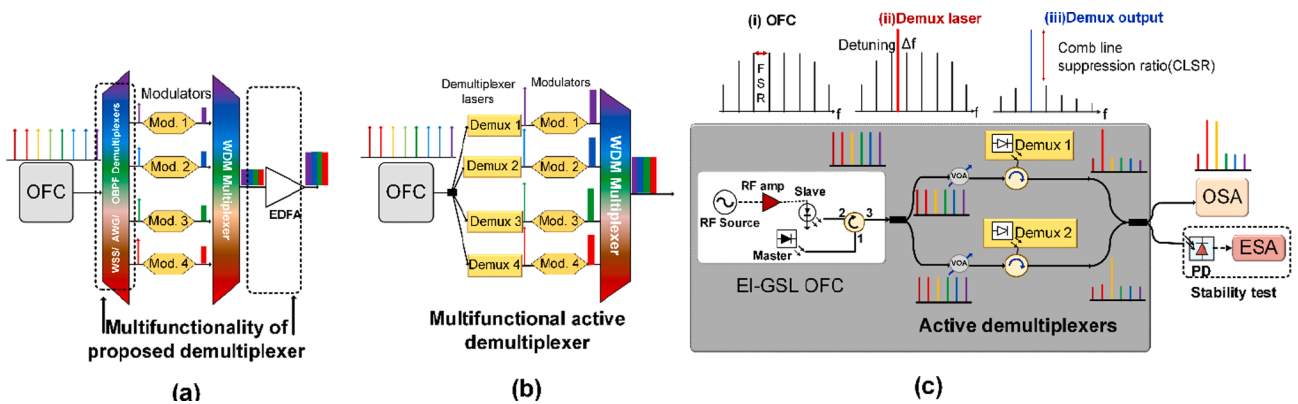 OFC
WSS/ AWG/ OBPF Demultiplexers
Modulators
Mod. 1
Mod. 2
Mod. 3
Mod. 4
WDM Multiplexer
EDFA
Multifunctionality of
proposed demultiplexer
(a)
OFC
Demultiplexer
lasers
Modulators
Demux 1
Mod. 1
Demux 2
Mod. 2
Demux 3
Mod. 3
Demux 4
Mod. 4
WDM Multiplexer
Multifunctional active
demultiplexer
(b)
(i) OFC
F
S
R
f
(ii)Demux laser
Detuning Δf
f
(iii)Demux output
Comb line
suppression ratio(CLSR)
f
RF amp
RF Source
Slave
Master
2
3
1
EI-GSL OFC
VOA
Demux 1
VOA
Demux 2
Active demultiplexers
OSA
PD
ESA
Stability test
(c)